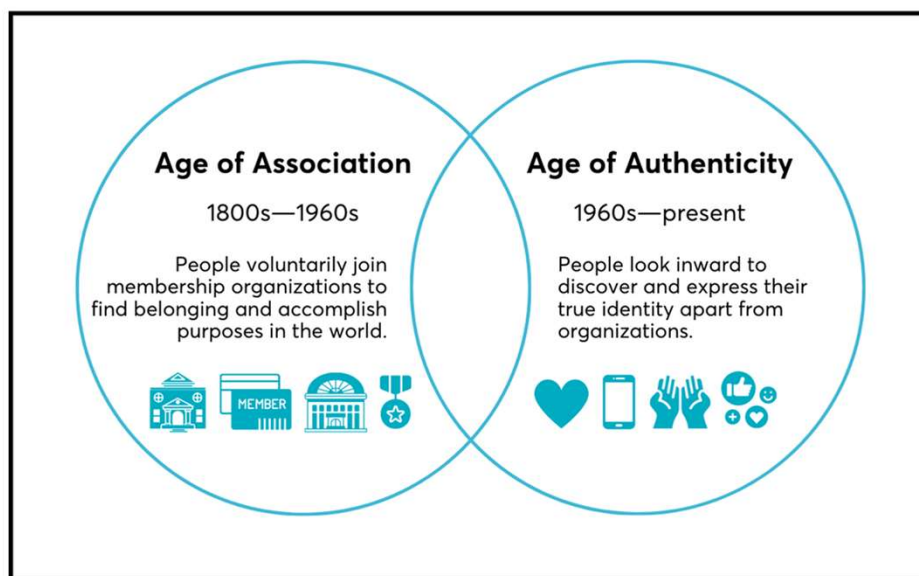 Age of Association
1800s—1960s
People voluntarily join
membership organizations to
find belonging and accomplish
purposes in the world.
MEMBER
Age of Authenticity
1960s—present
People look inward to
discover and express their
true identity apart from
organizations.